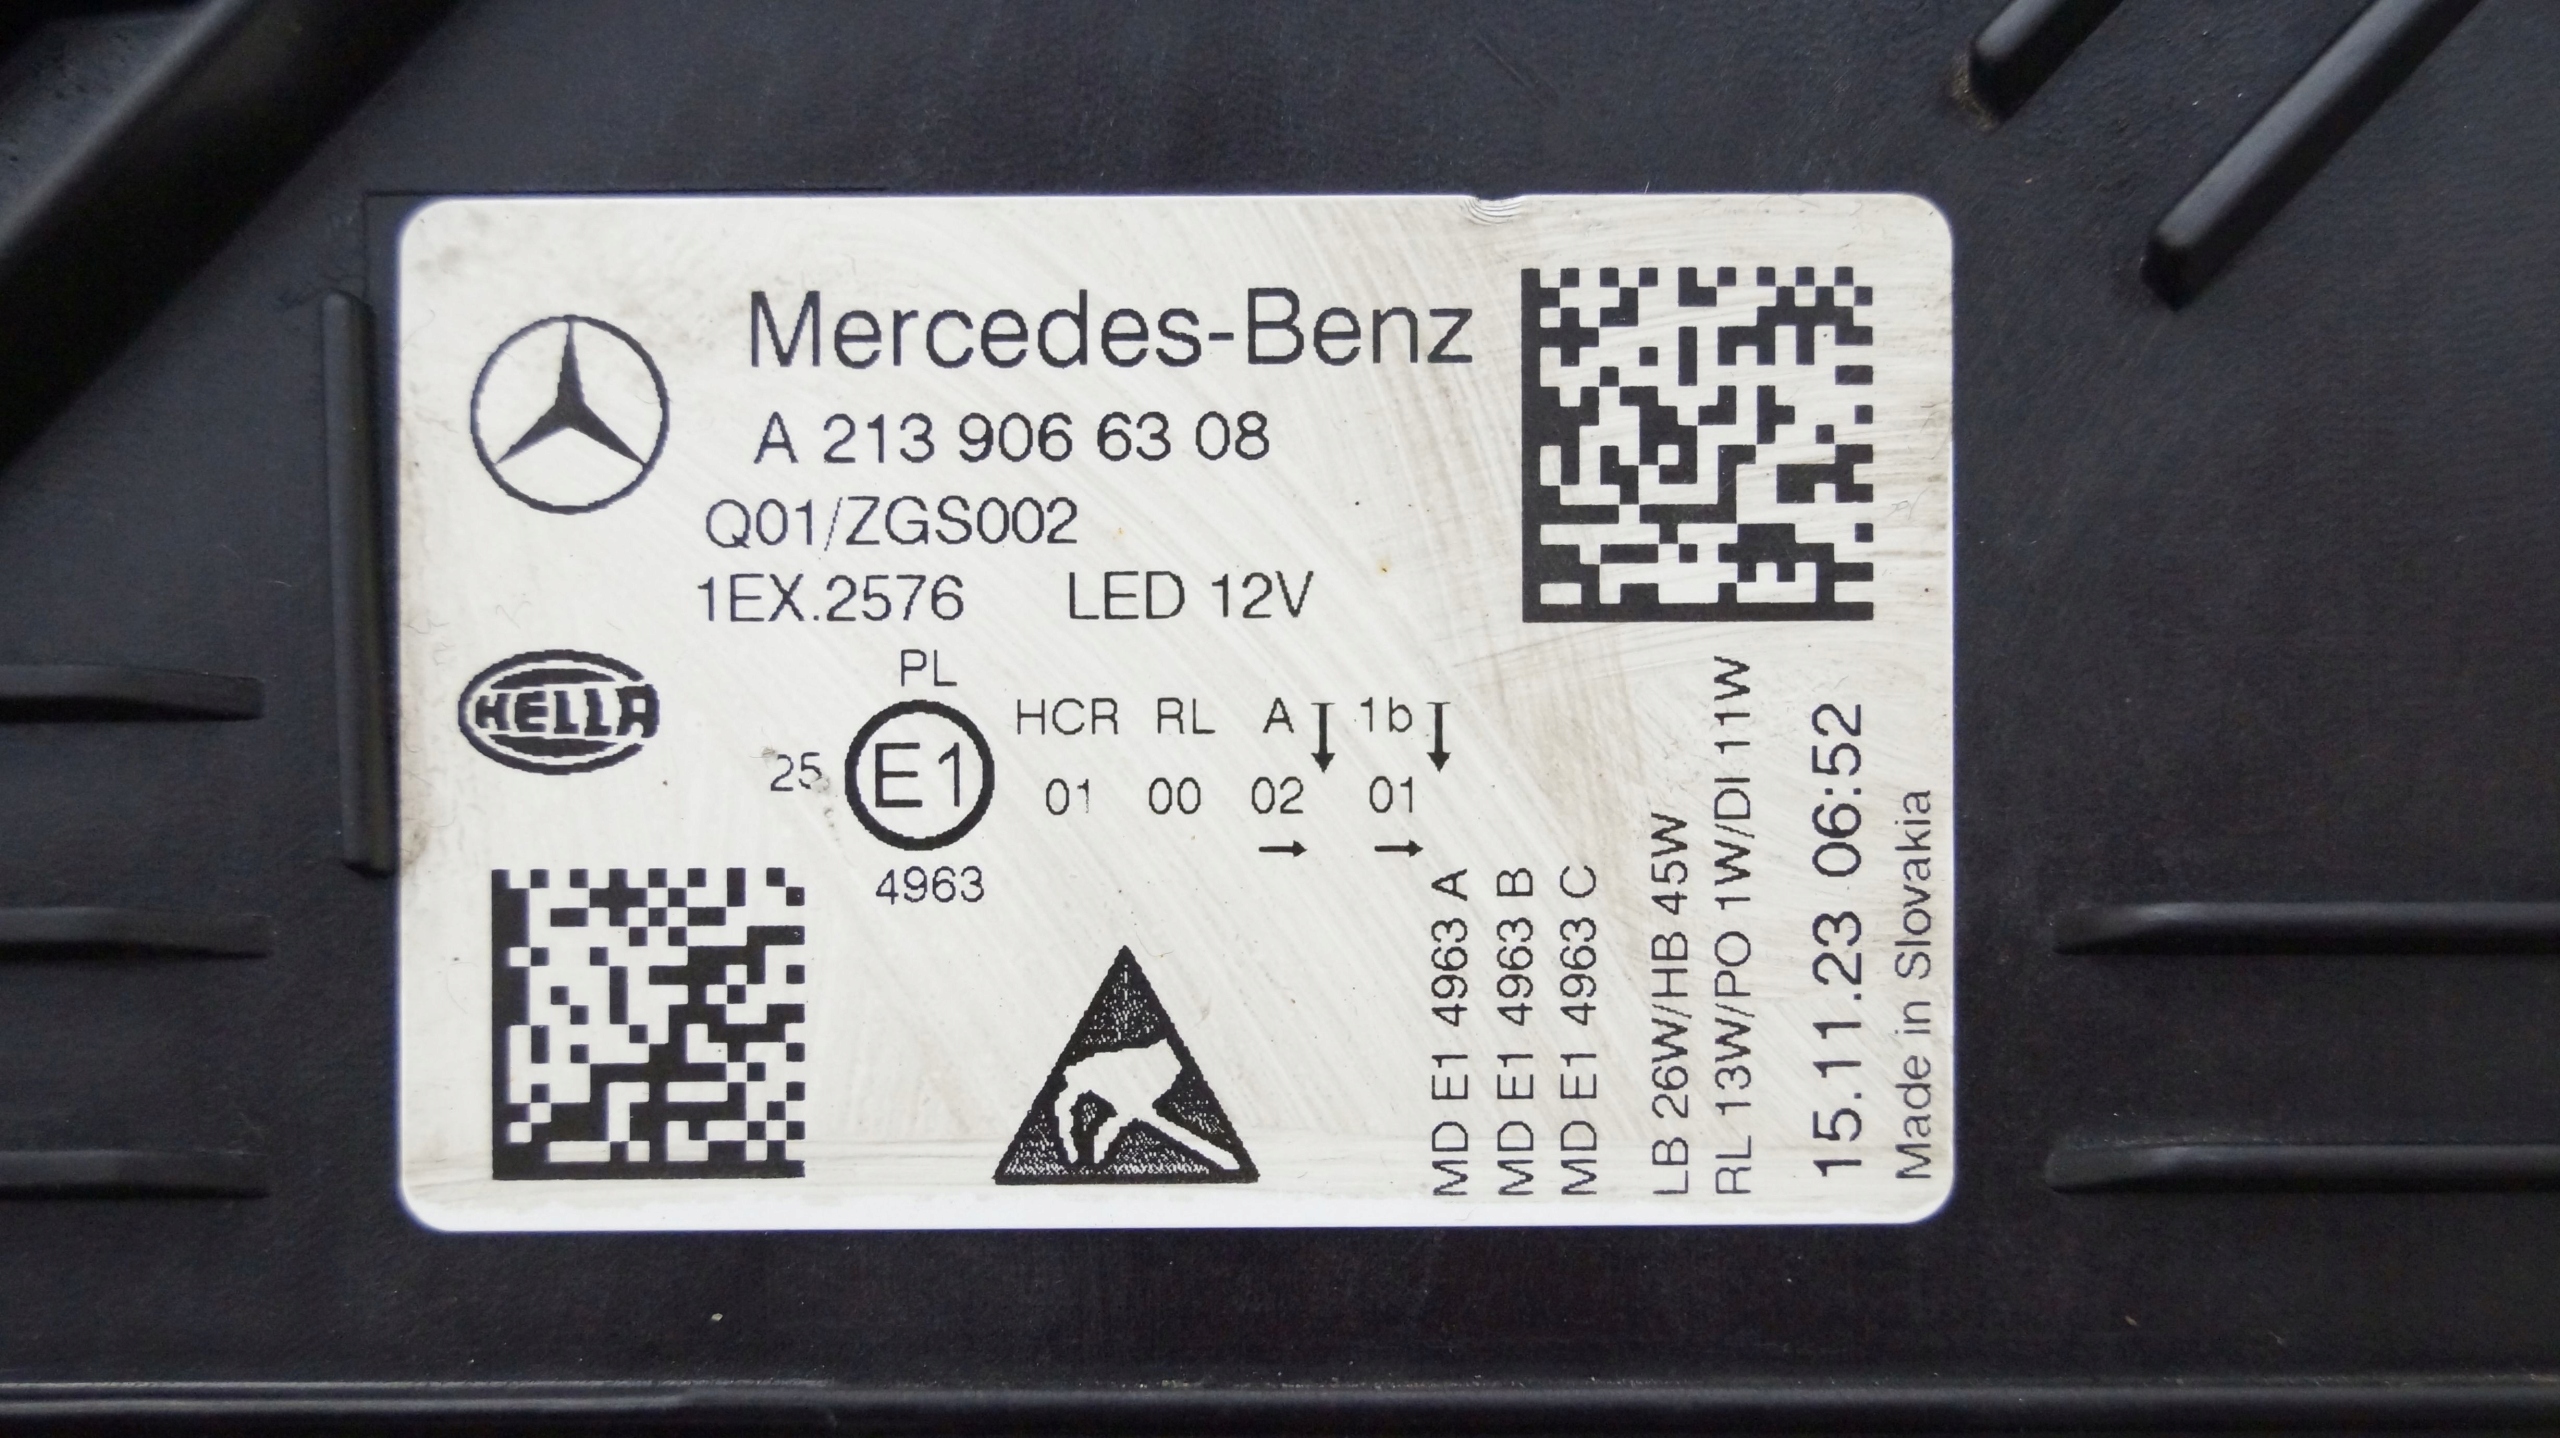 Mercedes-Benz
A 213 906 63 08
Q01/ZGS002
1EX.2576 LED 12V
HELLA
PL
HCR RL A 1b
25 E1 01 00 02 01
4963
MD E1 4963 A
MD E1 4963 B
MD E1 4963 C
LB 26W/HB 45W
RL 13W/PO 1W/DI 11W
15.11.23 06:52
Made in Slovakia